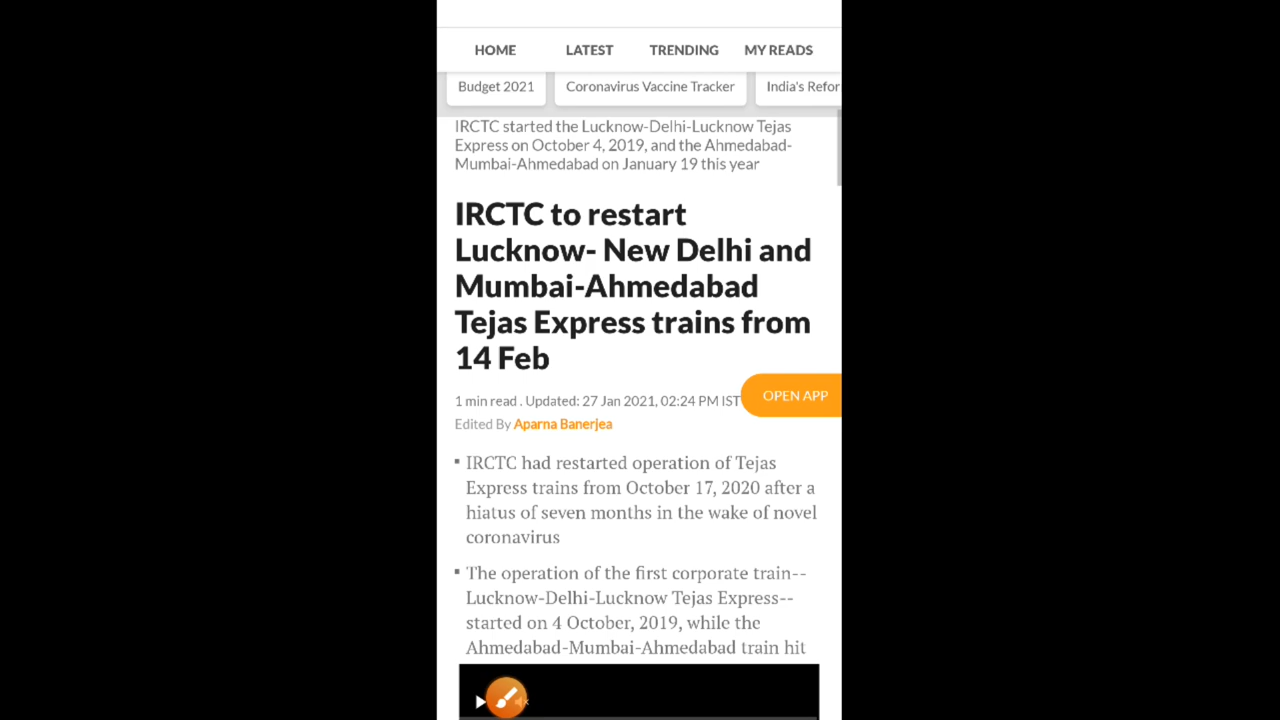 HOME LATEST TRENDING MY READS
Budget 2021 Coronavirus Vaccine Tracker India's Refor
IRCTC started the Lucknow-Delhi-Lucknow Tejas
Express on October 4, 2019, and the Ahmedabad-
Mumbai-Ahmedabad on January 19 this year
IRCTC to restart
Lucknow- New Delhi and
Mumbai-Ahmedabad
Tejas Express trains from
14 Feb
OPEN APP
1 min read . Updated: 27 Jan 2021, 02:24 PM IST
Edited By Aparna Banerjea
▪ IRCTC had restarted operation of Tejas
Express trains from October 17, 2020 after a
hiatus of seven months in the wake of novel
coronavirus
▪ The operation of the first corporate train--
Lucknow-Delhi-Lucknow Tejas Express--
started on 4 October, 2019, while the
Ahmedabad-Mumbai-Ahmedabad train hit